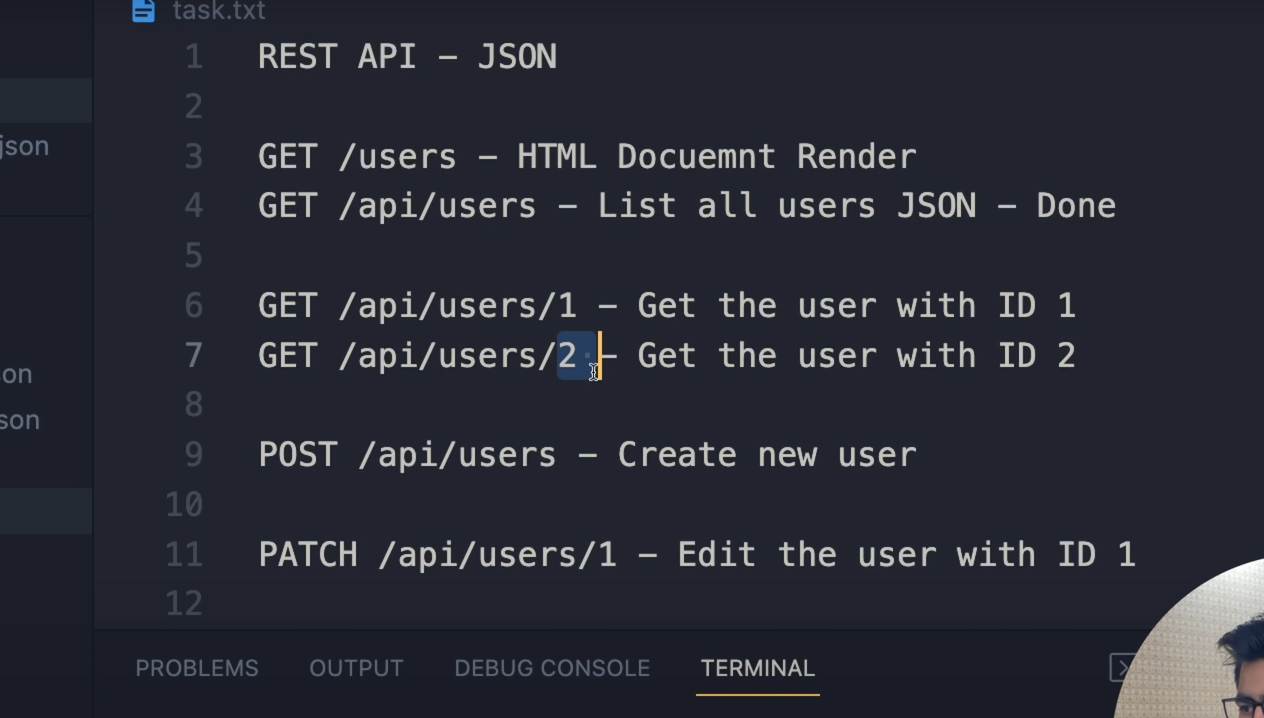 task.txt
1 REST API – JSON
2
json
3 GET /users – HTML Docuemnt Render
4 GET /api/users – List all users JSON – Done
5
6 GET /api/users/1 – Get the user with ID 1
7 GET /api/users/2 – Get the user with ID 2
on
8
son
9 POST /api/users – Create new user
10
11 PATCH /api/users/1 – Edit the user with ID 1
12
PROBLEMS OUTPUT DEBUG CONSOLE TERMINAL